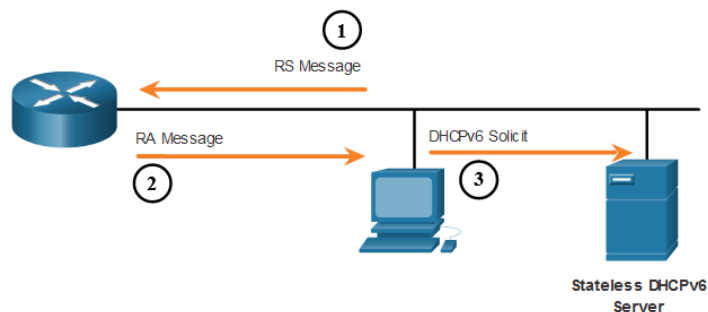 1
RS Message
RA Message
2
DHCPv6 Solicit
3
Stateless DHCPv6
Server